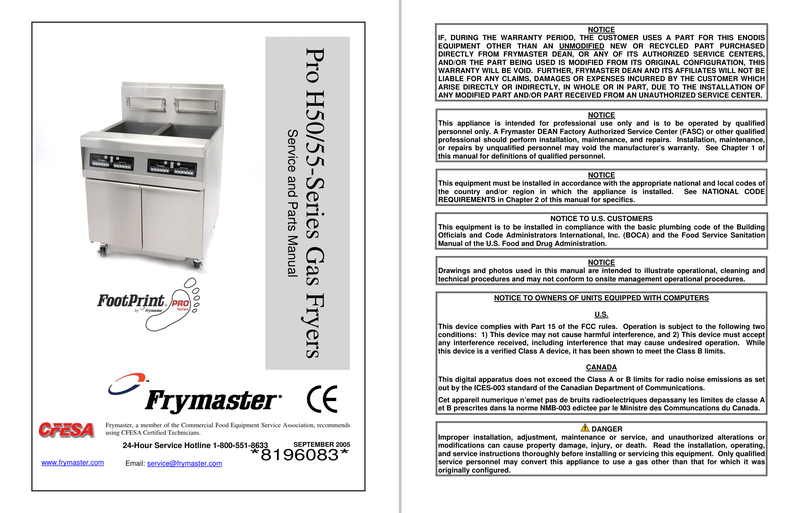 Pro H50/55-Series Gas Fryers
Service and Parts Manual
FootPrint PRO
Series
by Frymaster
Frymaster
CE
CFESA
Frymaster, a member of the Commercial Food Equipment Service Association, recommends
using CFESA Certified Technicians.
24-Hour Service Hotline 1-800-551-8633
SEPTEMBER 2005
*8196083*
www.frymaster.com
Email: service@frymaster.com
NOTICE
IF, DURING THE WARRANTY PERIOD, THE CUSTOMER USES A PART FOR THIS ENODIS
EQUIPMENT OTHER THAN AN UNMODIFIED NEW OR RECYCLED PART PURCHASED
DIRECTLY FROM FRYMASTER DEAN, OR ANY OF ITS AUTHORIZED SERVICE CENTERS,
AND/OR THE PART BEING USED IS MODIFIED FROM ITS ORIGINAL CONFIGURATION, THIS
WARRANTY WILL BE VOID. FURTHER, FRYMASTER DEAN AND ITS AFFILIATES WILL NOT BE
LIABLE FOR ANY CLAIMS, DAMAGES OR EXPENSES INCURRED BY THE CUSTOMER WHICH
ARISE DIRECTLY OR INDIRECTLY, IN WHOLE OR IN PART, DUE TO THE INSTALLATION OF
ANY MODIFIED PART AND/OR PART RECEIVED FROM AN UNAUTHORIZED SERVICE CENTER.
NOTICE
This appliance is intended for professional use only and is to be operated by qualified
personnel only. A Frymaster DEAN Factory Authorized Service Center (FASC) or other qualified
professional should perform installation, maintenance, and repairs. Installation, maintenance,
or repairs by unqualified personnel may void the manufacturer's warranty. See Chapter 1 of
this manual for definitions of qualified personnel.
NOTICE
This equipment must be installed in accordance with the appropriate national and local codes of
the country and/or region in which the appliance is installed. See NATIONAL CODE
REQUIREMENTS in Chapter 2 of this manual for specifics.
NOTICE TO U.S. CUSTOMERS
This equipment is to be installed in compliance with the basic plumbing code of the Building
Officials and Code Administrators International, Inc. (BOCA) and the Food Service Sanitation
Manual of the U.S. Food and Drug Administration.
NOTICE
Drawings and photos used in this manual are intended to illustrate operational, cleaning and
technical procedures and may not conform to onsite management operational procedures.
NOTICE TO OWNERS OF UNITS EQUIPPED WITH COMPUTERS
U.S.
This device complies with Part 15 of the FCC rules. Operation is subject to the following two
conditions: 1) This device may not cause harmful interference, and 2) This device must accept
any interference received, including interference that may cause undesired operation. While
this device is a verified Class A device, it has been shown to meet the Class B limits.
CANADA
This digital apparatus does not exceed the Class A or B limits for radio noise emissions as set
out by the ICES-003 standard of the Canadian Department of Communications.
Cet appareil numerique n'emet pas de bruits radioelectriques depassany les limites de classe A
et B prescrites dans la norme NMB-003 edictee par le Ministre des Communcations du Canada.
DANGER
Improper installation, adjustment, maintenance or service, and unauthorized alterations or
modifications can cause property damage, injury, or death. Read the installation, operating,
and service instructions thoroughly before installing or servicing this equipment. Only qualified
service personnel may convert this appliance to use a gas other than that for which it was
originally configured.